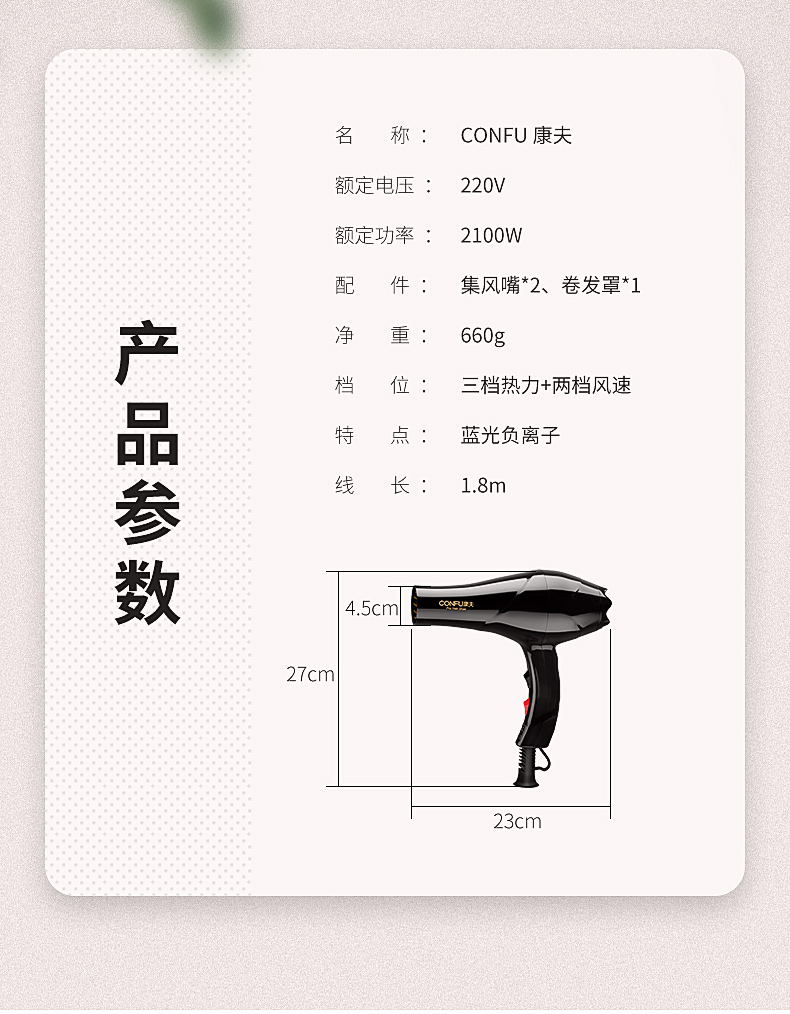 产品参数
名 称： CONFU 康夫
额定电压： 220V
额定功率： 2100W
配 件： 集风嘴*2、卷发罩*1
净 重： 660g
档 位： 三档热力+两档风速
特 点： 蓝光负离子
线 长： 1.8m
4.5cm
CONFU康夫
27cm
23cm